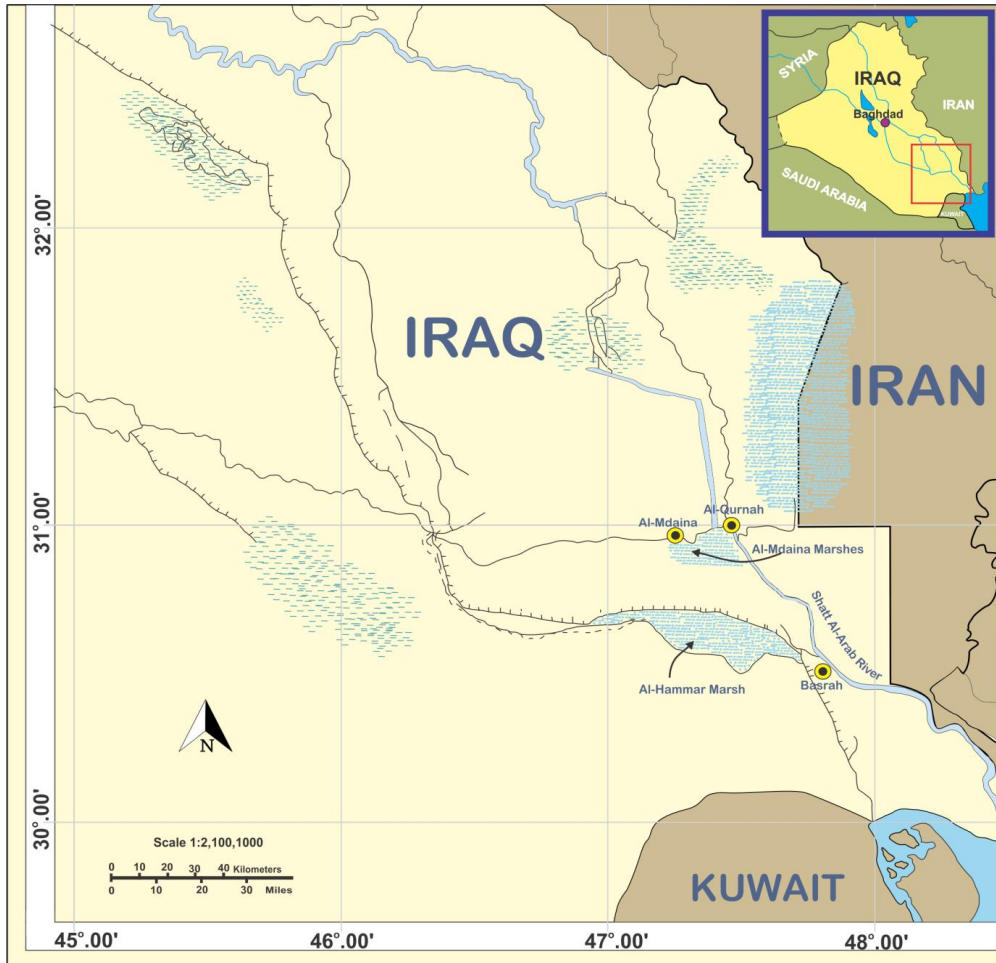 SYRIA
IRAQ
IRAN
Baghdad
SAUDI ARABIA
KUWAIT
32°.00'
IRAQ
IRAN
31°.00'
Al-Mdaina
Al-Qurnah
Al-Mdaina Marshes
Shatt Al-Arab River
Al-Hammar Marsh
Basrah
N
30°.00'
Scale 1:2,100,1000
0 10 20 30 40 Kilometers
0 10 20 30 Miles
KUWAIT
45°.00' 46°.00' 47°.00' 48°.00'